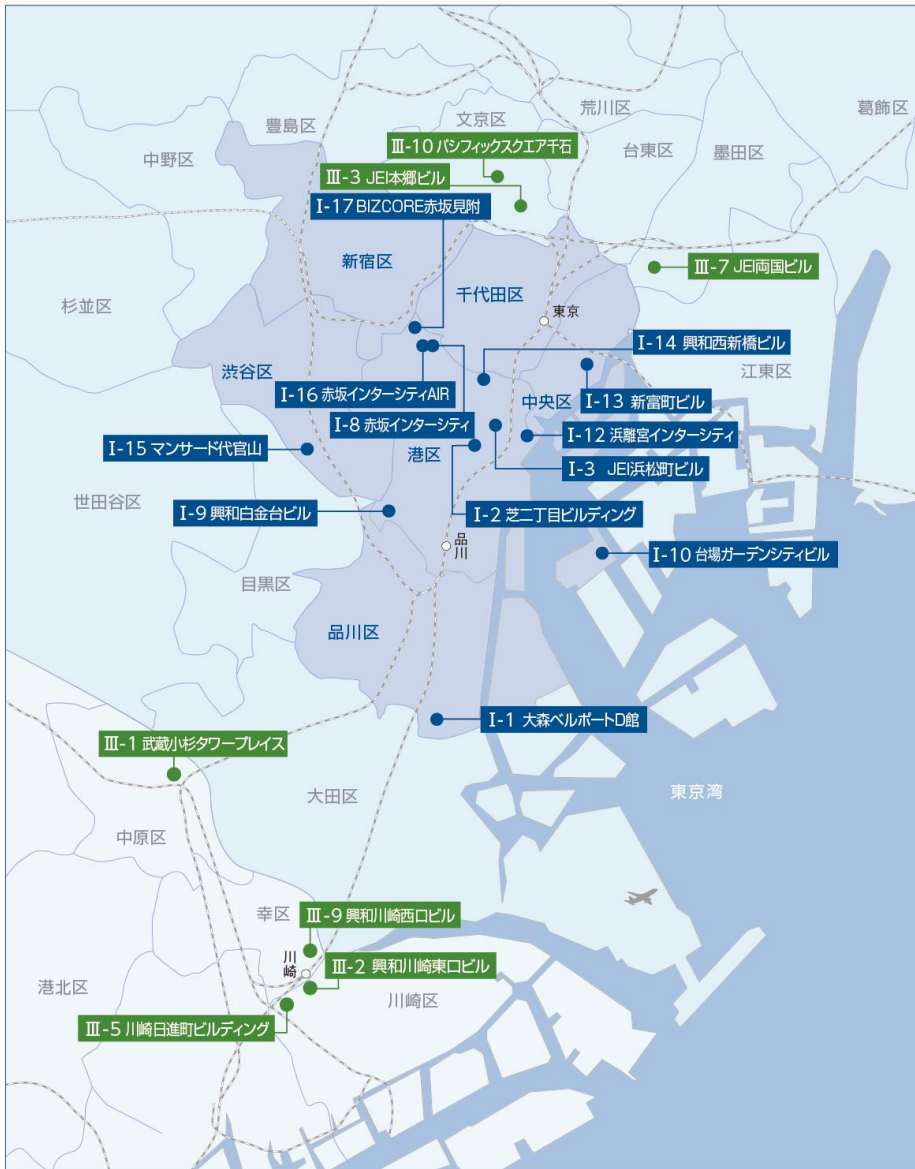 荒川区
葛飾区
文京区
豊島区
Ⅲ-10 パシフィックスクエア千石
台東区
墨田区
中野区
Ⅲ-3 JEI本郷ビル
I-17 BIZCORE赤坂見附
新宿区
Ⅲ-7 JEI両国ビル
千代田区
杉並区
東京
I-14 興和西新橋ビル
渋谷区
江東区
I-16 赤坂インターシティAIR
中央区
I-13 新富町ビル
I-8 赤坂インターシティ
I-12 浜離宮インターシティ
I-15 マンサード代官山
港区
I-3 JEI浜松町ビル
世田谷区
I-9 興和白金台ビル
I-2 芝二丁目ビルディング
品川
I-10 台場ガーデンシティビル
目黒区
品川区
I-1 大森ベルポートD館
Ⅲ-1 武蔵小杉タワープレイス
大田区
東京湾
中原区
幸区
Ⅲ-9 興和川崎西口ビル
川崎
Ⅲ-2 興和川崎東口ビル
港北区
川崎区
Ⅲ-5 川崎日進町ビルディング